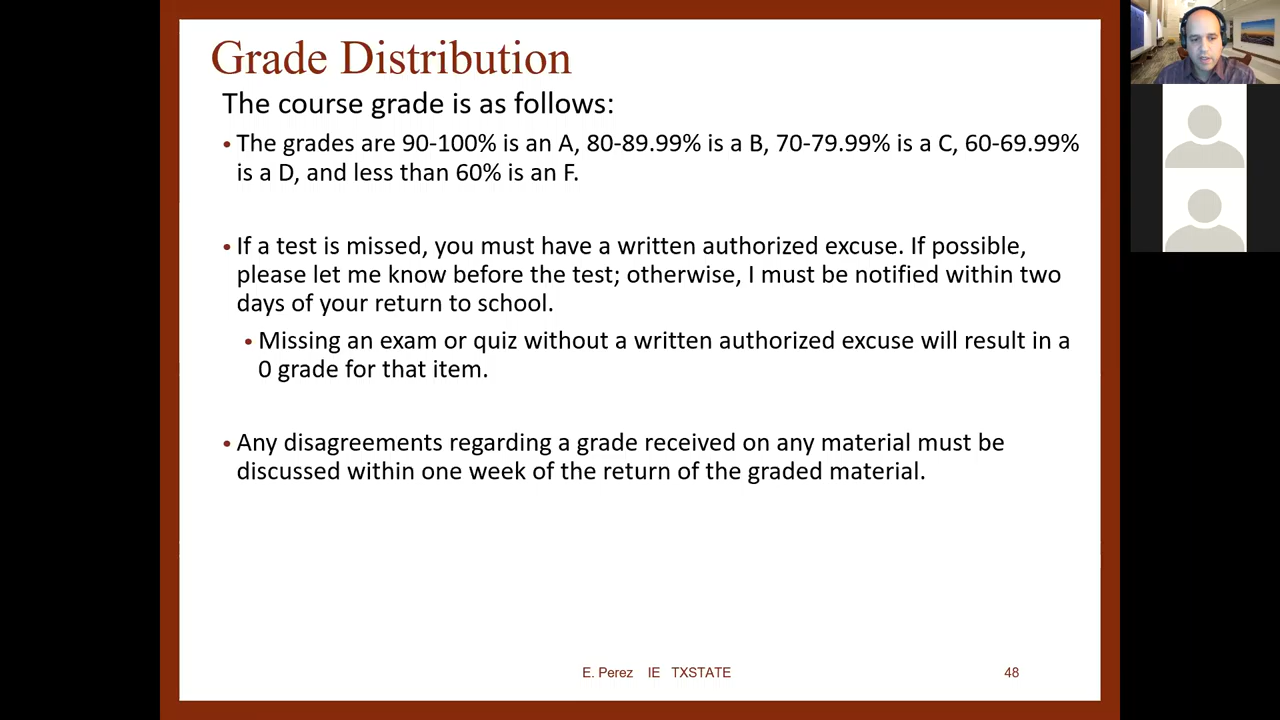 Grade Distribution
The course grade is as follows:
• The grades are 90-100% is an A, 80-89.99% is a B, 70-79.99% is a C, 60-69.99%
is a D, and less than 60% is an F.
• If a test is missed, you must have a written authorized excuse. If possible,
please let me know before the test; otherwise, I must be notified within two
days of your return to school.
• Missing an exam or quiz without a written authorized excuse will result in a
0 grade for that item.
• Any disagreements regarding a grade received on any material must be
discussed within one week of the return of the graded material.
E. Perez IE TXSTATE
48